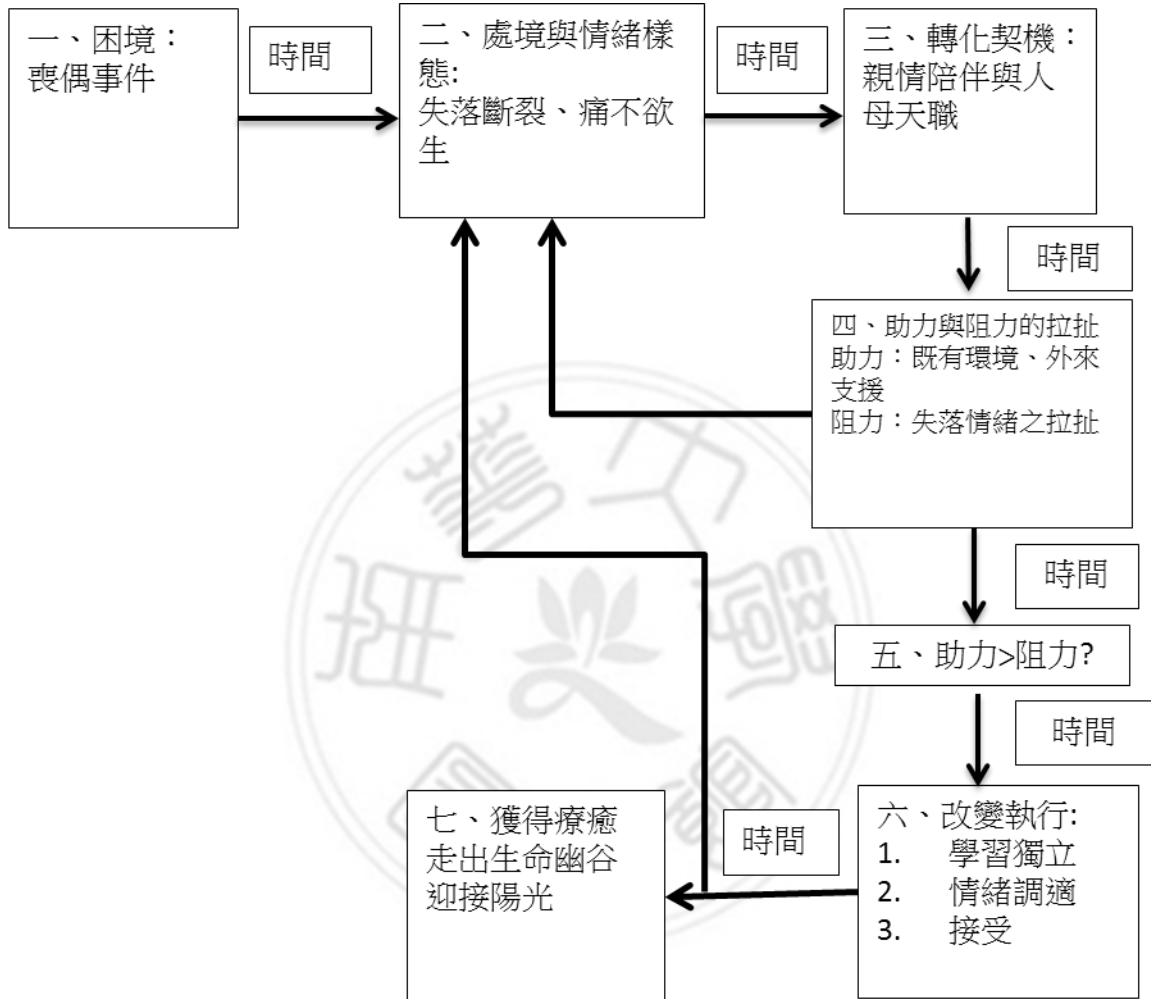 一、困境：
喪偶事件
時間
二、處境與情緒樣
態:
失落斷裂、痛不欲
生
時間
三、轉化契機：
親情陪伴與人
母天職
時間
四、助力與阻力的拉扯
助力：既有環境、外來
支援
阻力：失落情緒之拉扯
時間
五、助力>阻力?
時間
六、改變執行:
1. 學習獨立
2. 情緒調適
3. 接受
時間
七、獲得療癒
走出生命幽谷
迎接陽光